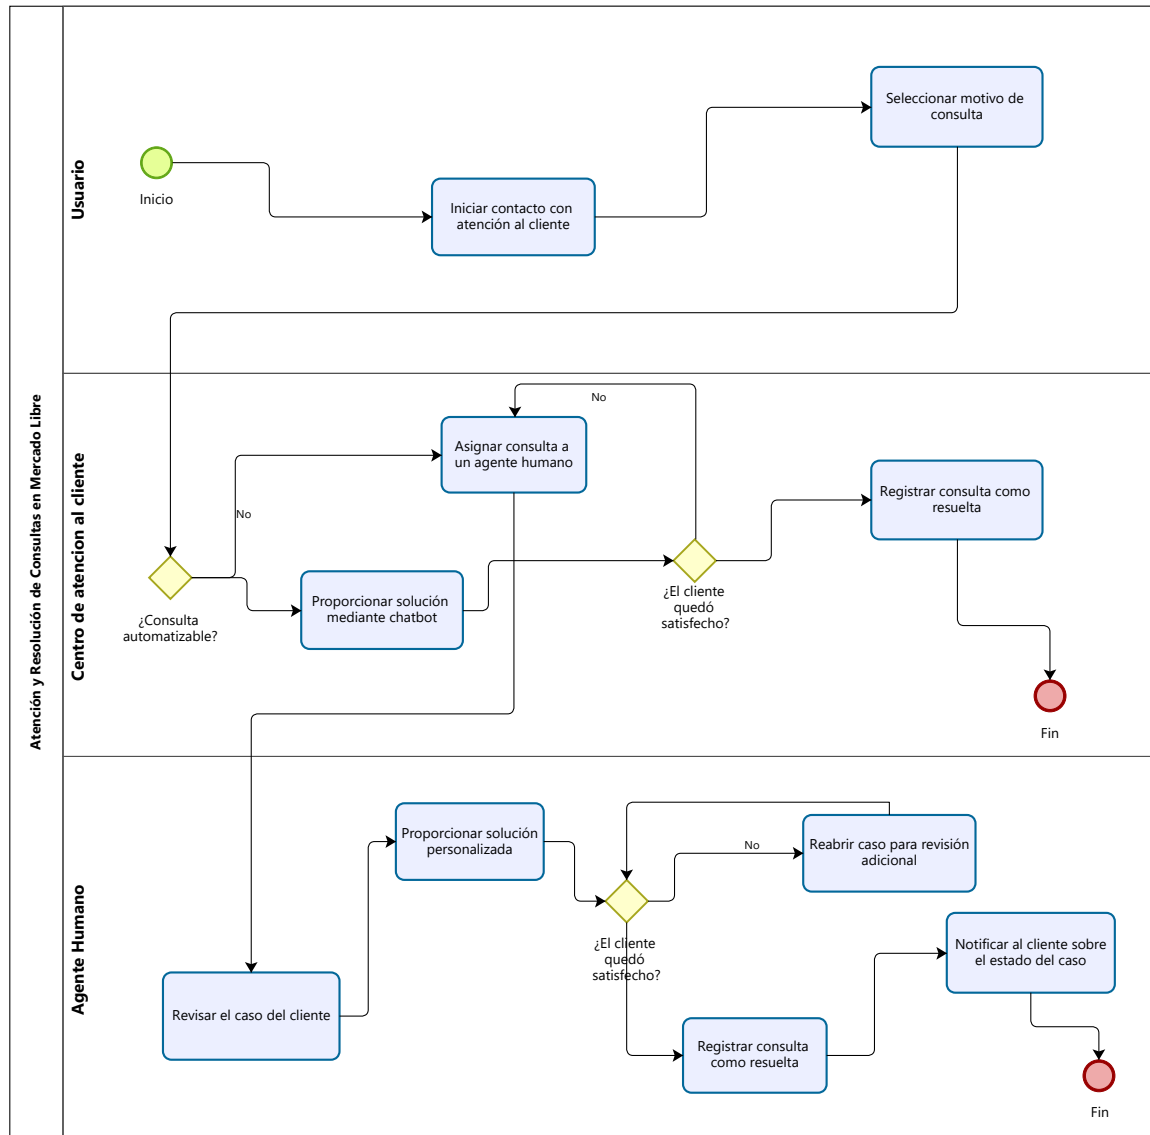 Atención y Resolución de Consultas en Mercado Libre
Usuario
Inicio
Iniciar contacto con
atención al cliente
Seleccionar motivo de
consulta
Centro de atencion al cliente
¿Consulta
automatizable?
No
Asignar consulta a
un agente humano
Proporcionar solución
mediante chatbot
No
¿El cliente
quedó
satisfecho?
Registrar consulta como
resuelta
Fin
Agente Humano
Revisar el caso del cliente
Proporcionar solución
personalizada
¿El cliente
quedó
satisfecho?
No
Reabrir caso para revisión
adicional
Registrar consulta
como resuelta
Notificar al cliente sobre
el estado del caso
Fin